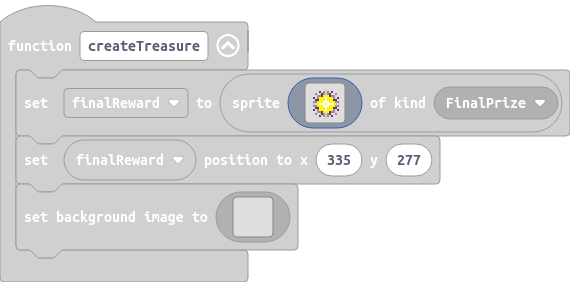 function createTreasure
set finalReward to sprite of kind FinalPrize
set finalReward position to x 335 y 277
set background image to